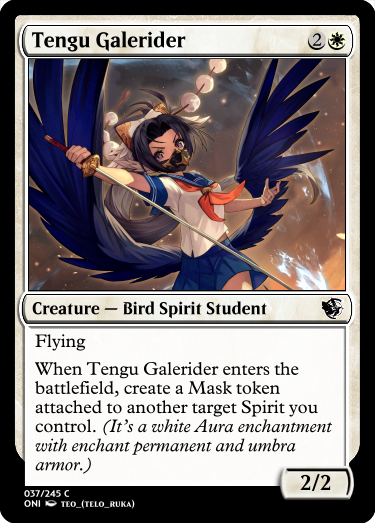 Tengu Galerider 2
Creature — Bird Spirit Student
Flying
When Tengu Galerider enters the
battlefield, create a Mask token
attached to another target Spirit you
control. (It's a white Aura enchantment
with enchant permanent and umbra
armor.)
2/2
037/245 C
ONI TEO_(TELO_RUKA)